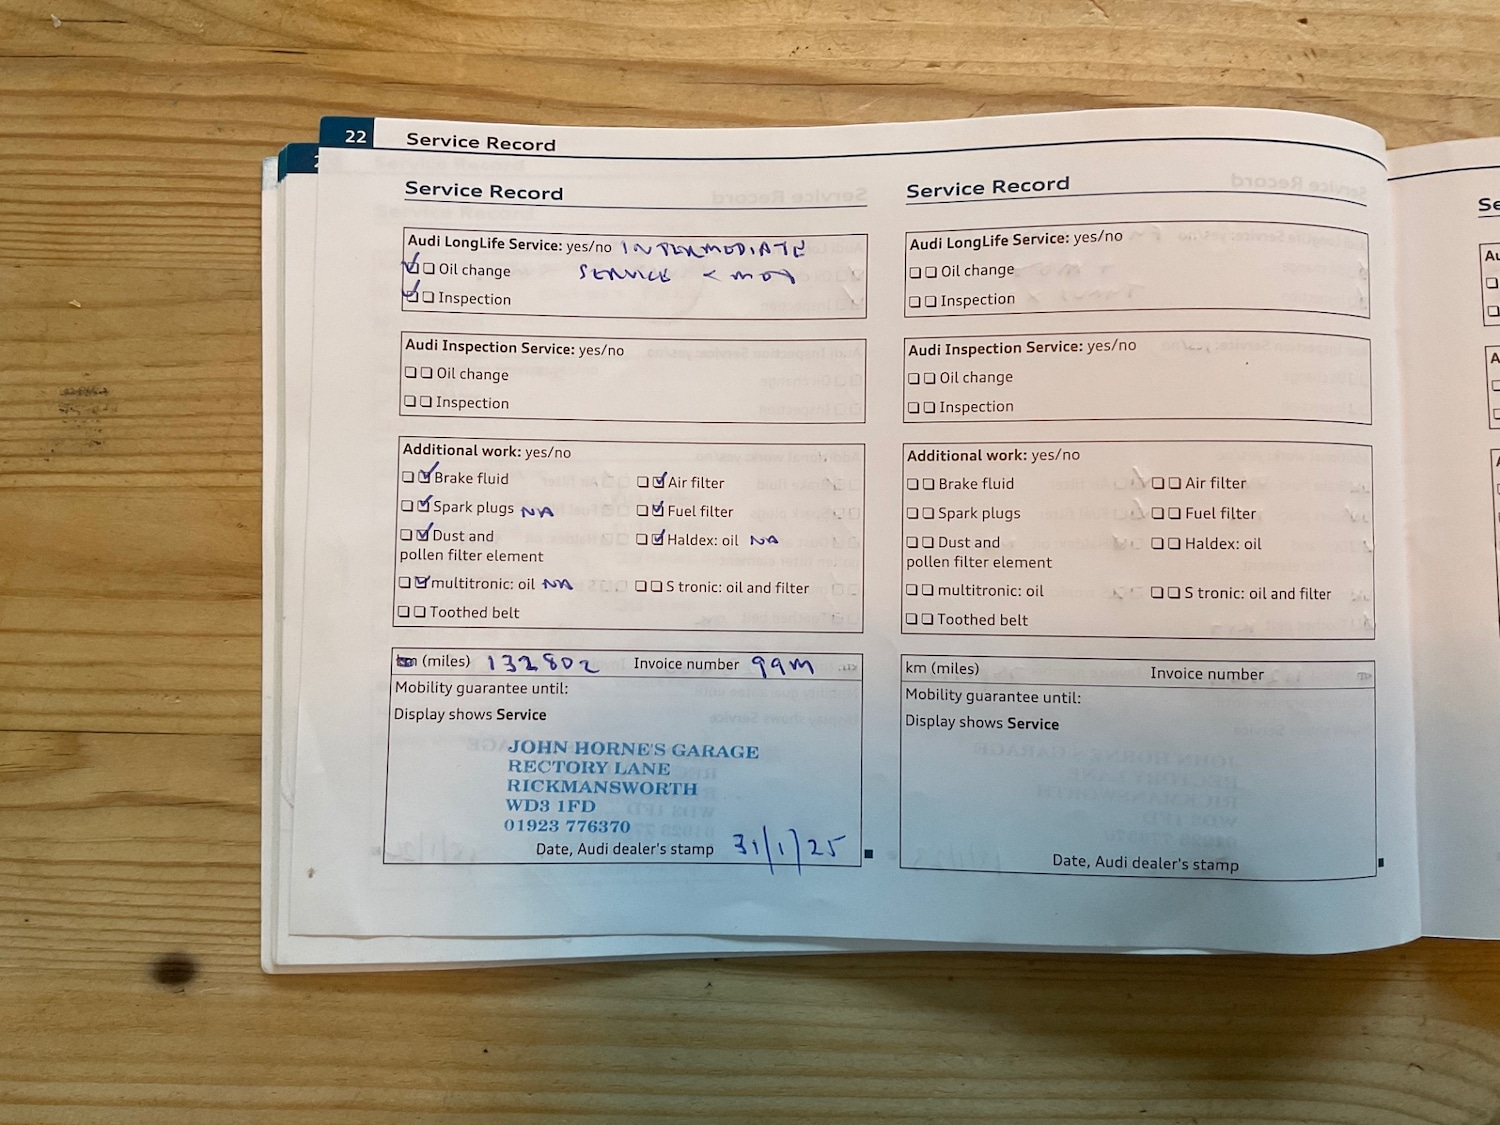 22 Service Record
Service Record
Audi LongLife Service: yes/no INTERMEDIATE
Oil change SERVICE < MOT
Inspection
Audi Inspection Service: yes/no
Oil change
Inspection
Additional work: yes/no
Brake fluid
Air filter
Spark plugs NA
Fuel filter
Dust and
pollen filter element
Haldex: oil NA
multitronic: oil NA
S tronic: oil and filter
Toothed belt
(miles) 132802 Invoice number 99M
Mobility guarantee until:
Display shows Service
JOHN HORNE'S GARAGE
RECTORY LANE
RICKMANSWORTH
WD3 1FD
01923 776370
Date, Audi dealer's stamp 31/1/25
Service Record
Audi LongLife Service: yes/no
Oil change
Inspection
Audi Inspection Service: yes/no
Oil change
Inspection
Additional work: yes/no
Brake fluid
Air filter
Spark plugs
Fuel filter
Dust and
pollen filter element
Haldex: oil
multitronic: oil
S tronic: oil and filter
Toothed belt
km (miles) Invoice number
Mobility guarantee until:
Display shows Service
Date, Audi dealer's stamp